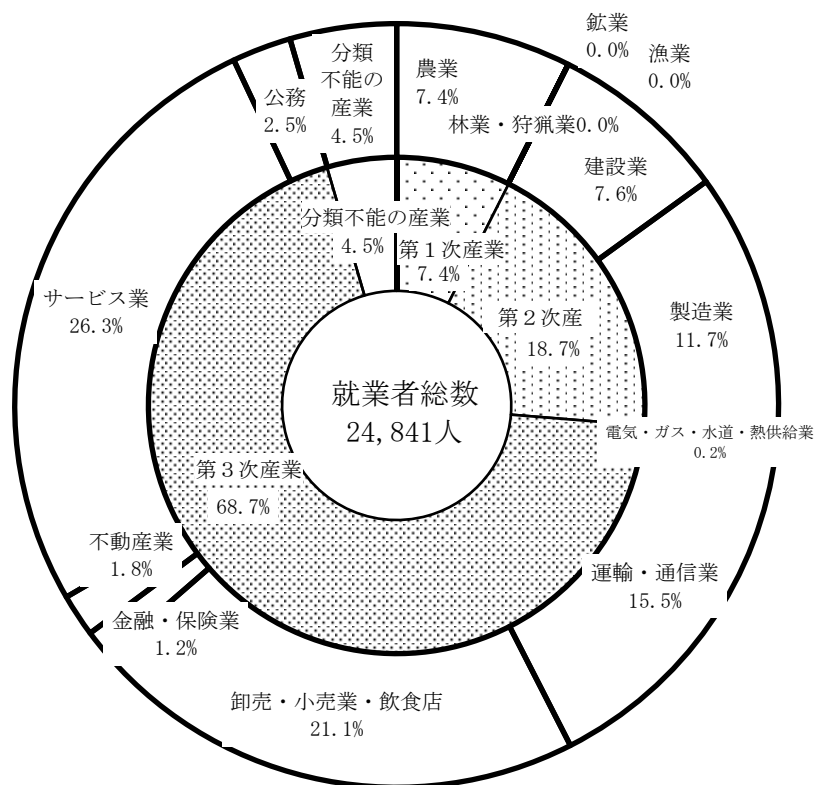 鉱業
0.0%
漁業
0.0%
分類
不能の
産業
4.5%
農業
7.4%
公務
2.5%
林業・狩猟業0.0%
建設業
7.6%
分類不能の産業
4.5%
第１次産業
7.4%
サービス業
26.3%
第２次産
18.7%
製造業
11.7%
就業者総数
24,841人
電気・ガス・水道・熱供給業
0.2%
第３次産業
68.7%
不動産業
1.8%
運輸・通信業
15.5%
金融・保険業
1.2%
卸売・小売業・飲食店
21.1%